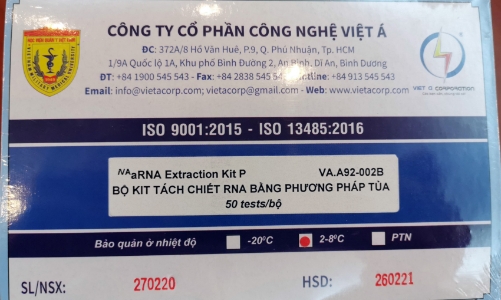 CÔNG TY CỔ PHẦN CÔNG NGHỆ VIỆT Á
ĐC: 372A/8 Hồ Văn Huê, P.9, Q. Phú Nhuận, Tp. HCM
1/9A Quốc lộ 1A, Khu phố Bình Đường 2, An Bình, Dĩ An, Bình Dương
ĐT: +84 1900 545 543 - Fax: +84 2838 545 54 Hotline: +84 913 545 543
Email: info@vietacorp.com; vietacorp@gmail.com - Web: www.vietacorp.com
VIET A CORPORATION
ISO 9001:2015 - ISO 13485:2016
iVAaRNA Extraction Kit P VA.A92-002B
BỘ KIT TÁCH CHIẾT RNA BẰNG PHƯƠNG PHÁP TỦA
50 tests/bộ
Bảo quản ở nhiệt độ -20°C 2-8°C PTN
SL/NSX: 270220 HSD: 260221